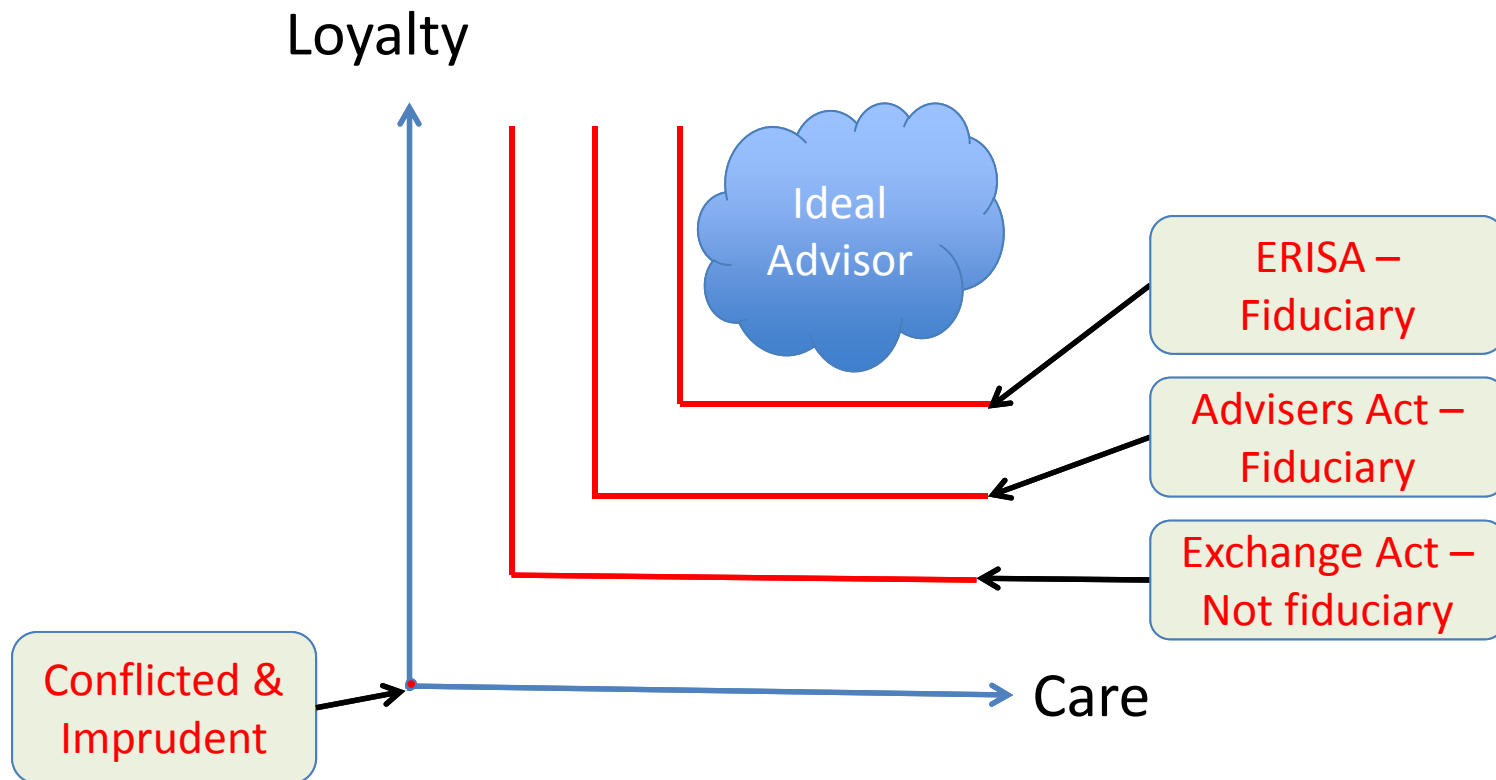 Loyalty
Ideal
Advisor
ERISA –
Fiduciary
Advisers Act –
Fiduciary
Exchange Act –
Not fiduciary
Conflicted &
Imprudent
Care